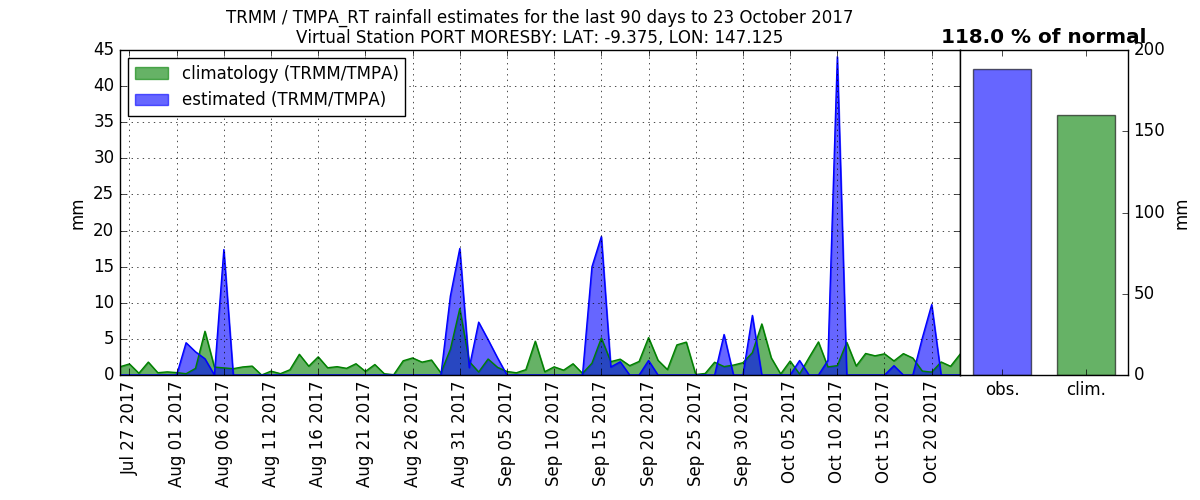 TRMM / TMPA_RT rainfall estimates for the last 90 days to 23 October 2017
Virtual Station PORT MORESBY: LAT: -9.375, LON: 147.125
118.0 % of normal
climatology (TRMM/TMPA)
estimated (TRMM/TMPA)
45
40
35
30
25
20
15
10
5
0
mm
Jul 27 2017
Aug 01 2017
Aug 06 2017
Aug 11 2017
Aug 16 2017
Aug 21 2017
Aug 26 2017
Aug 31 2017
Sep 05 2017
Sep 10 2017
Sep 15 2017
Sep 20 2017
Sep 25 2017
Sep 30 2017
Oct 05 2017
Oct 10 2017
Oct 15 2017
Oct 20 2017
200
150
100
50
0
mm
obs.
clim.